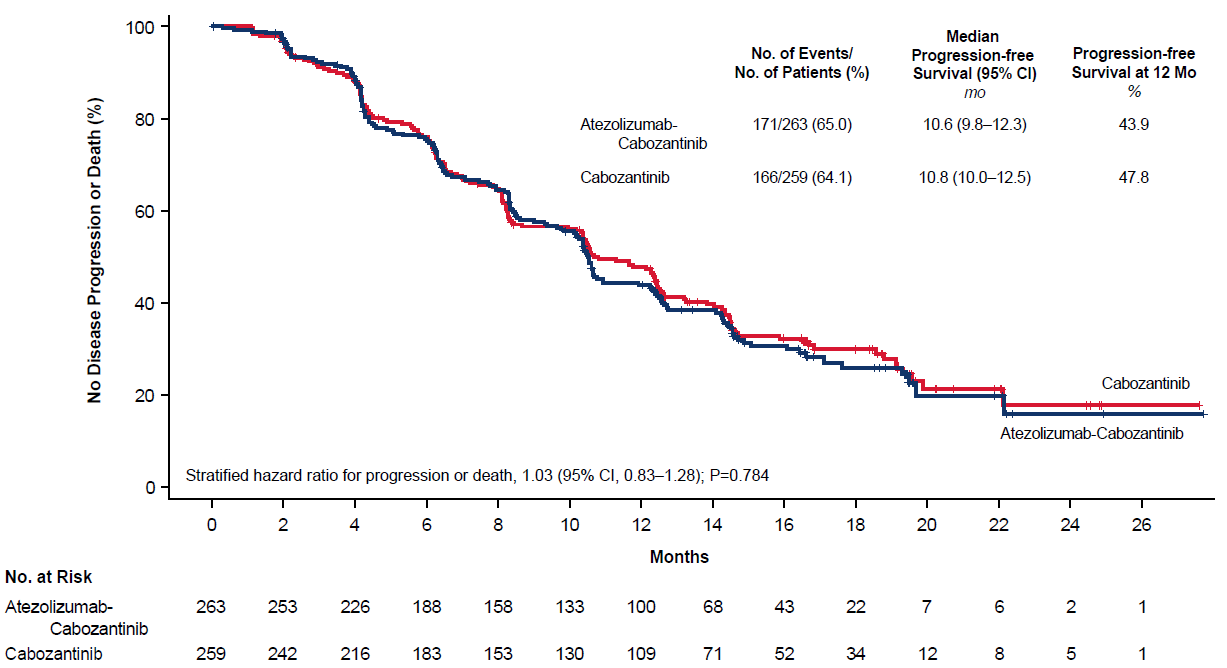 No Disease Progression or Death (%)
100
80
60
40
20
0
No. of Events/
No. of Patients (%)
Median
Progression-free
Survival (95% CI)
mo
Progression-free
Survival at 12 Mo
%
Atezolizumab-
Cabozantinib
171/263 (65.0) 10.6 (9.8–12.3) 43.9
Cabozantinib 166/259 (64.1) 10.8 (10.0–12.5) 47.8
Cabozantinib
Atezolizumab-Cabozantinib
Stratified hazard ratio for progression or death, 1.03 (95% CI, 0.83–1.28); P=0.784
0 2 4 6 8 10 12 14 16 18 20 22 24 26
Months
No. at Risk
Atezolizumab-
Cabozantinib
263 253 226 188 158 133 100 68 43 22 7 6 2 1
Cabozantinib 259 242 216 183 153 130 109 71 52 34 12 8 5 1